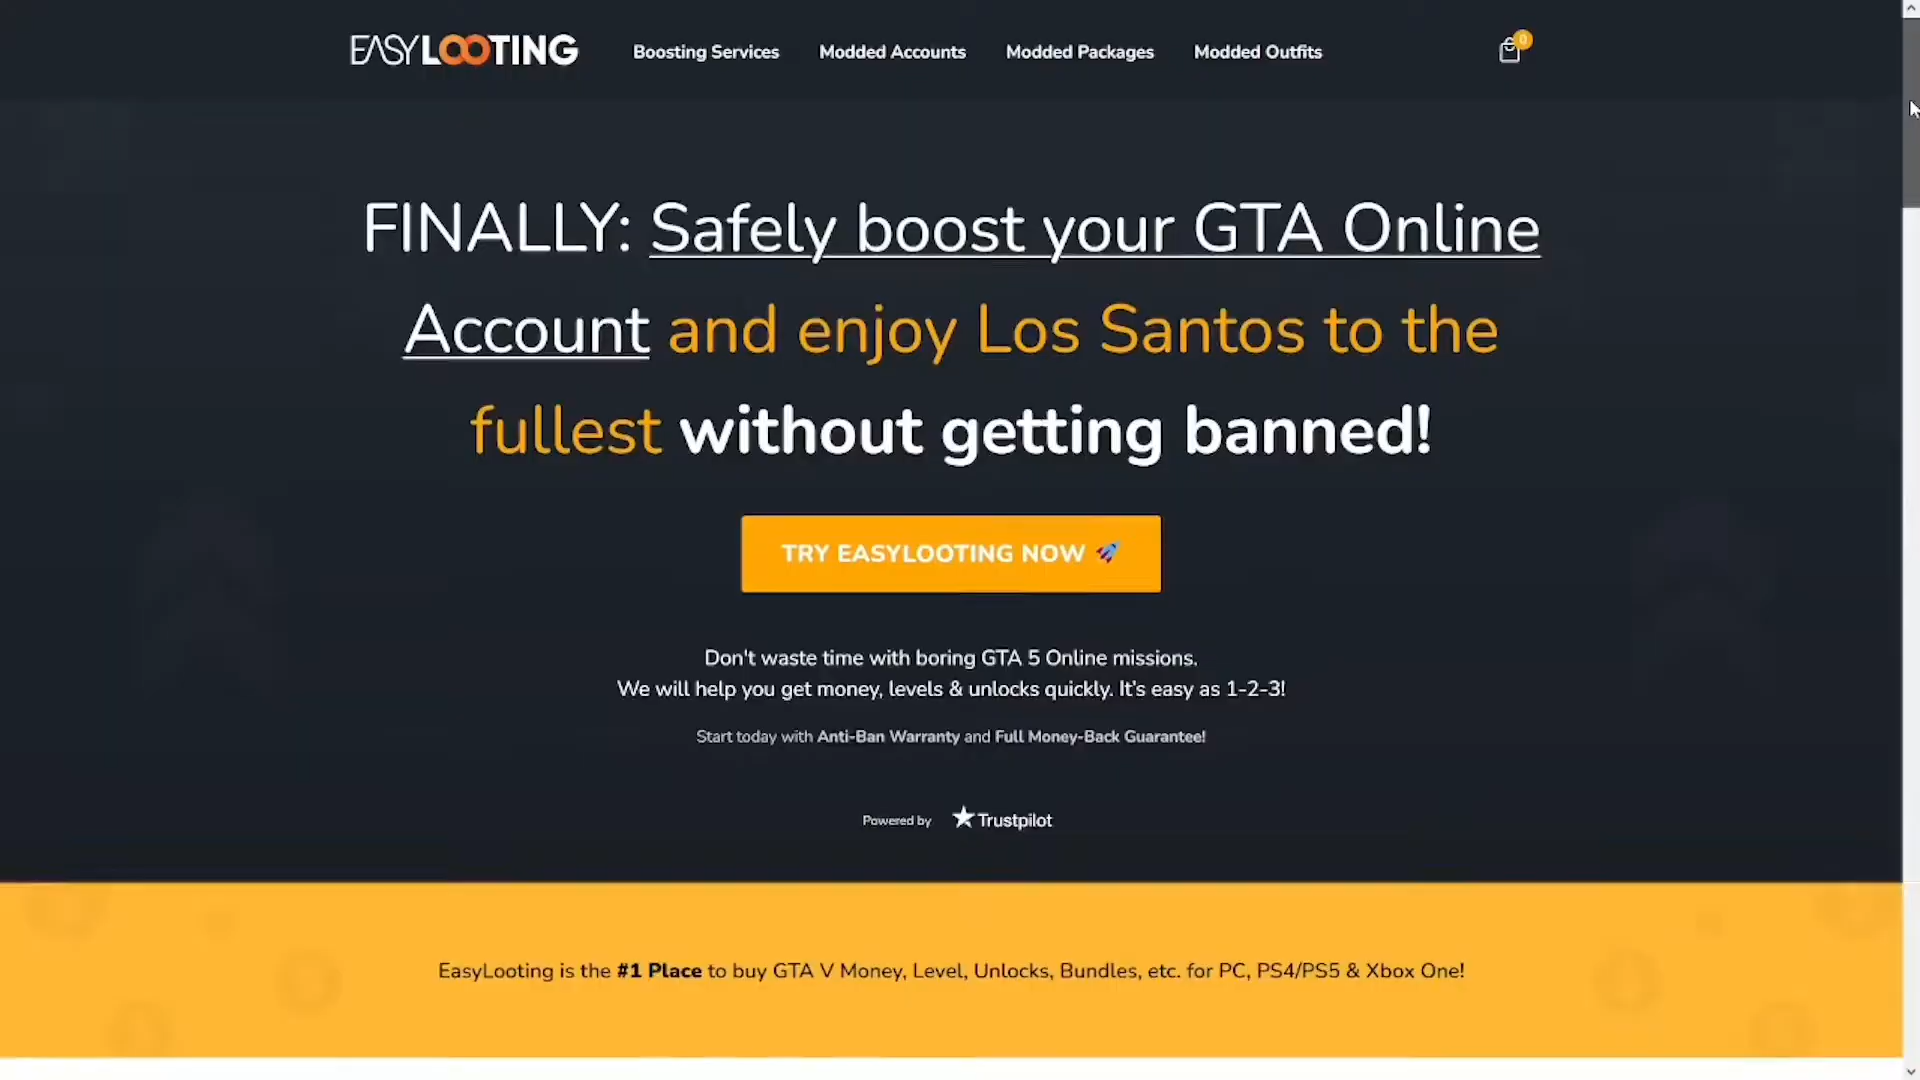 EASYLOOTING
Boosting Services
Modded Accounts
Modded Packages
Modded Outfits
0
FINALLY: Safely boost your GTA Online
Account and enjoy Los Santos to the
fullest without getting banned!
TRY EASYLOOTING NOW 🚀
Don't waste time with boring GTA 5 Online missions.
We will help you get money, levels & unlocks quickly. It's easy as 1-2-3!
Start today with Anti-Ban Warranty and Full Money-Back Guarantee!
Powered by Trustpilot
EasyLooting is the #1 Place to buy GTA V Money, Level, Unlocks, Bundles, etc. for PC, PS4/PS5 & Xbox One!